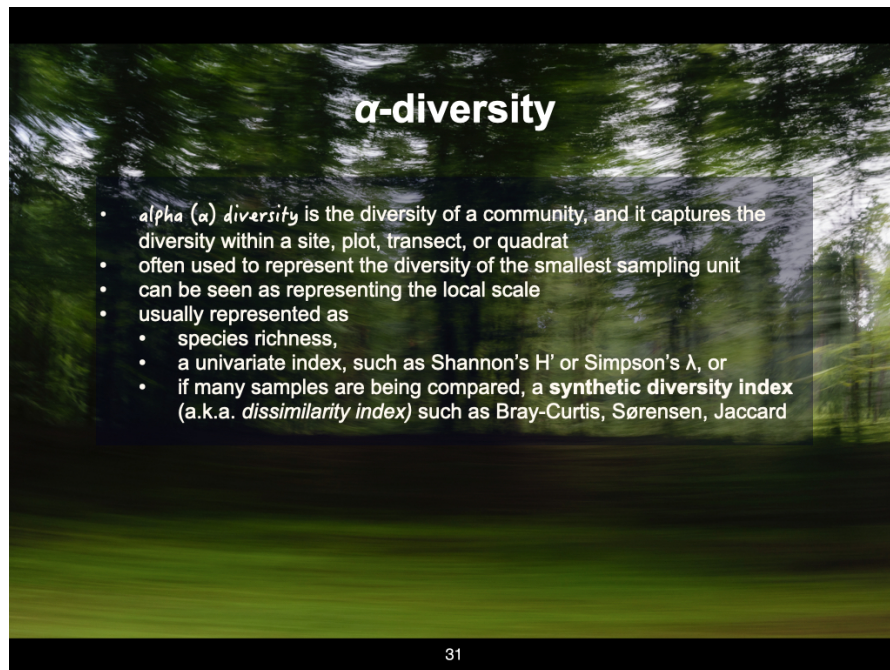 α-diversity
• alpha (α) diversity is the diversity of a community, and it captures the
diversity within a site, plot, transect, or quadrat
• often used to represent the diversity of the smallest sampling unit
• can be seen as representing the local scale
• usually represented as
• species richness,
• a univariate index, such as Shannon’s H’ or Simpson’s λ, or
• if many samples are being compared, a synthetic diversity index
(a.k.a. dissimilarity index) such as Bray-Curtis, Sørensen, Jaccard
31